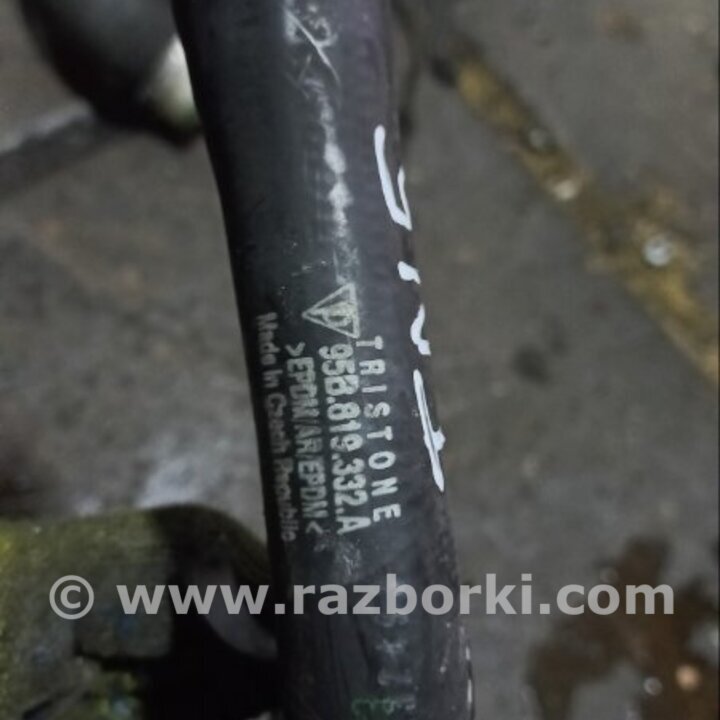 TRISTONE
95B.819.332.A
>EPDM/AR/EPDM<
Made In Czech Republic
© www.razborki.com